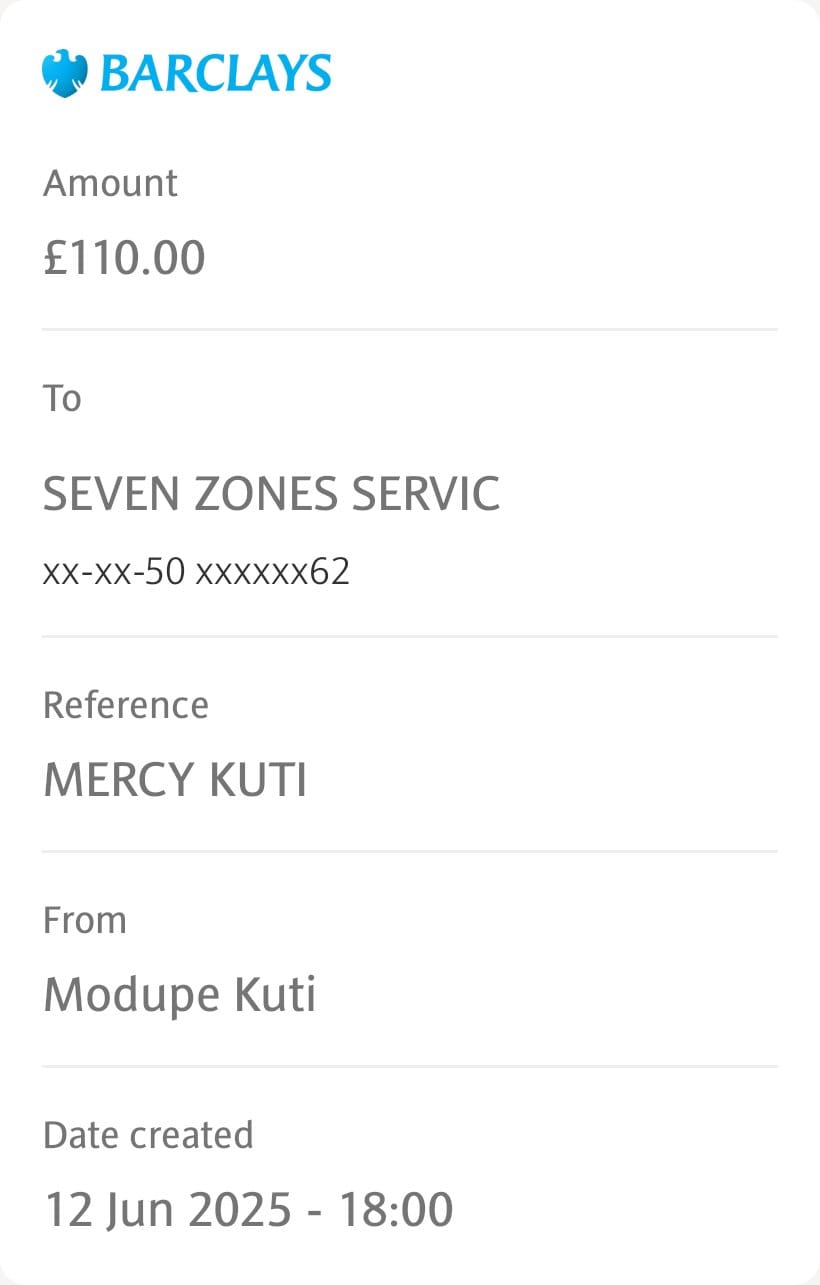 BARCLAYS
Amount
£110.00
To
SEVEN ZONES SERVIC
xx-xx-50 xxxxxx62
Reference
MERCY KUTI
From
Modupe Kuti
Date created
12 Jun 2025 - 18:00